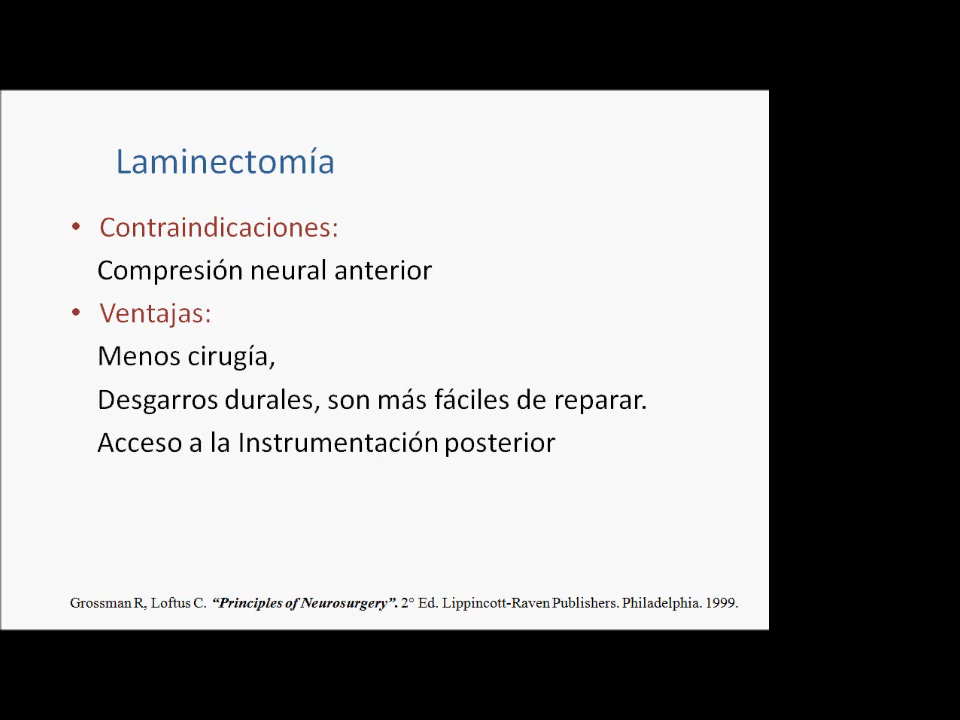 Laminectomía
• Contraindicaciones:
Compresión neural anterior
• Ventajas:
Menos cirugía,
Desgarros durales, son más fáciles de reparar.
Acceso a la Instrumentación posterior
Grossman R, Loftus C. “Principles of Neurosurgery”. 2° Ed. Lippincott-Raven Publishers. Philadelphia. 1999.